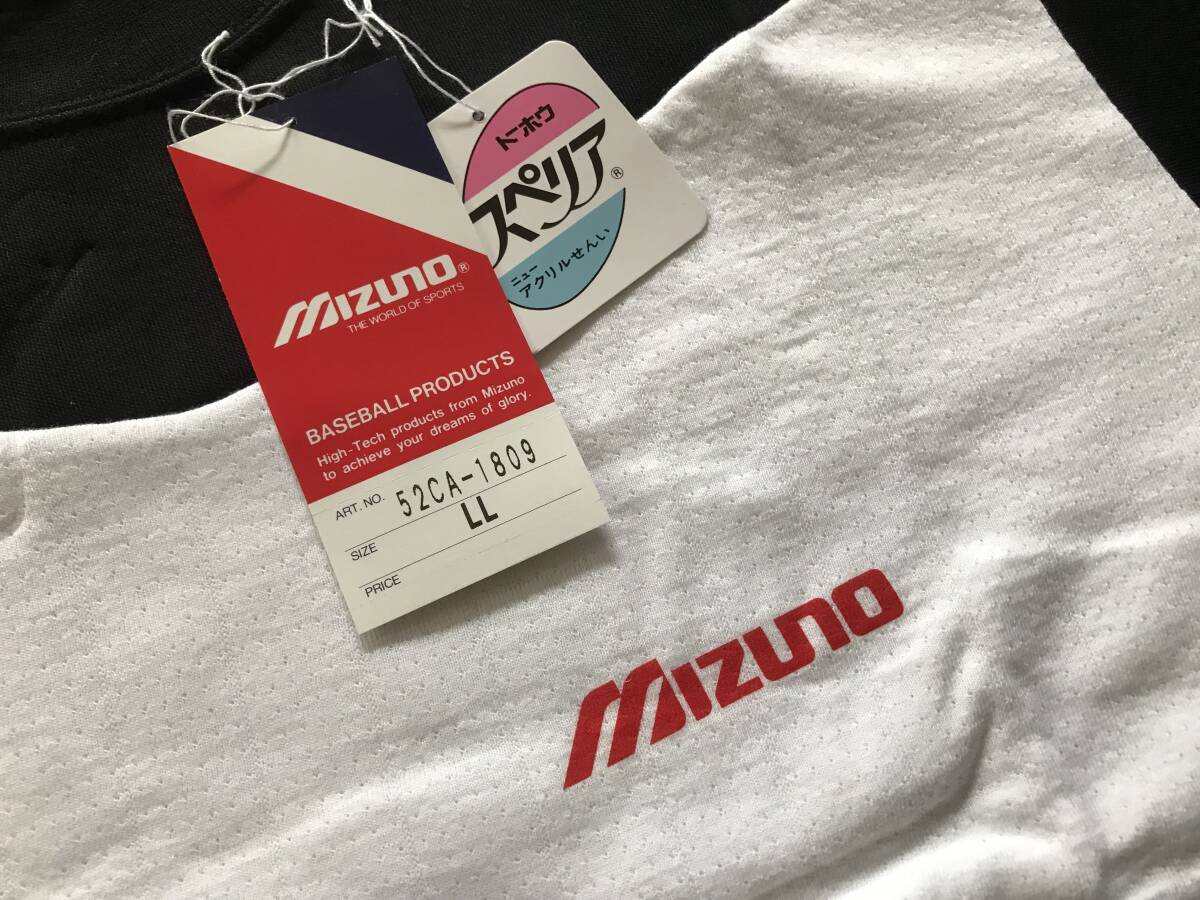 MIZUNO®
THE WORLD OF SPORTS
BASEBALL PRODUCTS
High-Tech products from Mizuno
to achieve your dreams of glory.
ART.NO. 52CA-1809
SIZE LL
PRICE
トーホウ
スペリア®
ニュー
アクリルせんい
MIZUNO